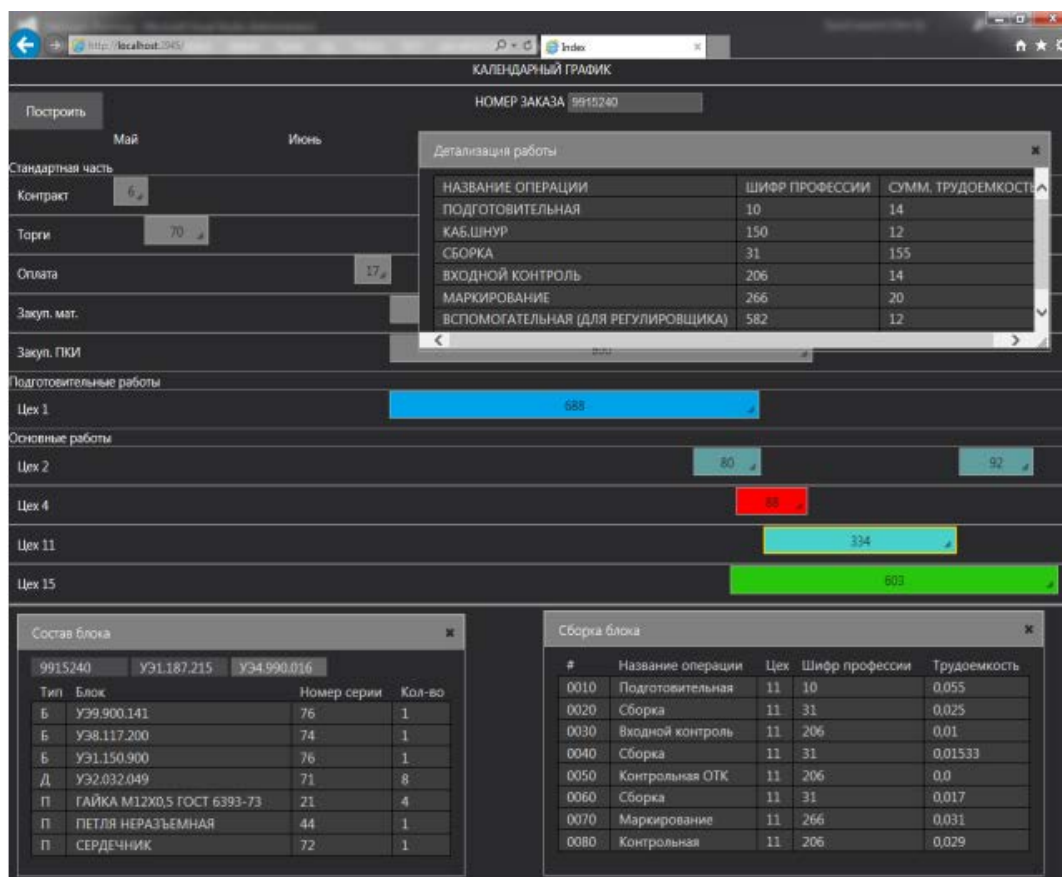 http://localhost:2945/
Index
КАЛЕНДАРНЫЙ ГРАФИК
Построить
НОМЕР ЗАКАЗА 9915240
Май Июнь
Стандартная часть
Контракт 6
Торги 70
Оплата 17
Закуп. мат.
Закуп. ПКИ
Детализация работы
НАЗВАНИЕ ОПЕРАЦИИ ШИФР ПРОФЕССИИ СУММ. ТРУДОЕМКОСТЬ
ПОДГОТОВИТЕЛЬНАЯ 10 14
КАБ.ШНУР 150 12
СБОРКА 31 155
ВХОДНОЙ КОНТРОЛЬ 206 14
МАРКИРОВАНИЕ 266 20
ВСПОМОГАТЕЛЬНАЯ (ДЛЯ РЕГУЛИРОВЩИКА) 582 12
Подготовительные работы
Цех 1 688
Основные работы
Цех 2 80 92
Цех 4 88
Цех 11 334
Цех 15 603
Состав блока
9915240 УЭ1.187.215 УЭ4.990.016
Тип Блок Номер серии Кол-во
Б УЭ9.900.141 76 1
Б УЭ8.117.200 74 1
Б УЭ1.150.900 76 1
Д УЭ2.032.049 71 8
П ГАЙКА М12Х0,5 ГОСТ 6393-73 21 4
П ПЕТЛЯ НЕРАЗЪЕМНАЯ 44 1
П СЕРДЕЧНИК 72 1
Сборка блока
# Название операции Цех Шифр профессии Трудоемкость
0010 Подготовительная 11 10 0,055
0020 Сборка 11 31 0,025
0030 Входной контроль 11 206 0,01
0040 Сборка 11 31 0,01533
0050 Контрольная ОТК 11 206 0,0
0060 Сборка 11 31 0,017
0070 Маркирование 11 266 0,031
0080 Контрольная 11 206 0,029